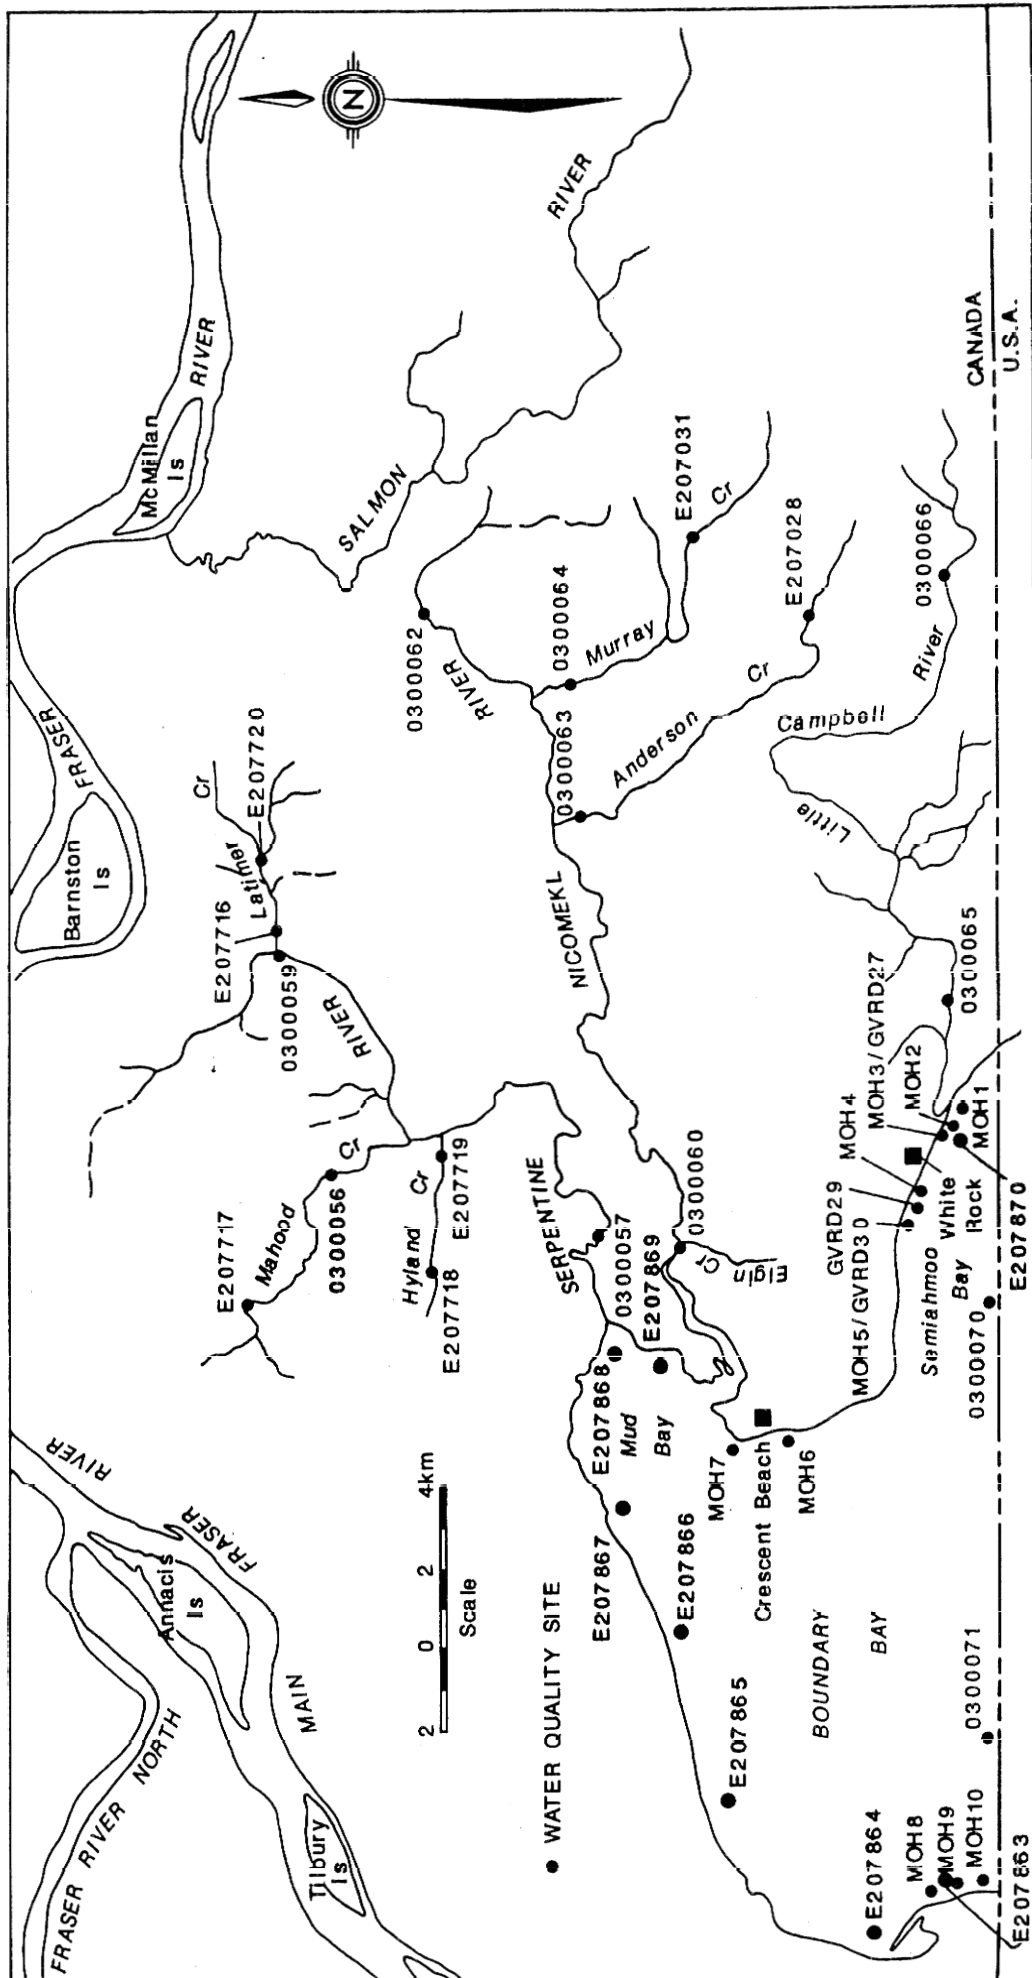 FRASER RIVER NORTH
Tilbury
Is
MAIN
FRASER
RIVER
Annacis
Is
Barnston
Is
FRASER
McMillan
Is
RIVER
N
2 0 2 4km
Scale
WATER QUALITY SITE
E207717
Mahood
Cr
0300056
Hyland
Cr
E207718
E207719
E207716
Latimer
Cr
E207720
0300059
RIVER
SERPENTINE
0300057
SALMON
RIVER
0300062
RIVER
0300064
Murray
Cr
E207031
0300063
Anderson
Cr
E207028
NICOMEKL
0300060
Elgin
Cr
E207869
E207868
Mud
Bay
E207867
E207866
E207865
E207864
MOH7
Crescent Beach
MOH6
BOUNDARY
BAY
Little
Campbell
River
0300066
0300065
MOH3/GVRD27
MOH2
MOH1
MOH4
GVRD29
MOH5/GVRD30
White
Rock
Semiahmoo
Bay
E207870
0300070
0300071
MOH8
MOH9
MOH10
E207863
CANADA
U.S.A.